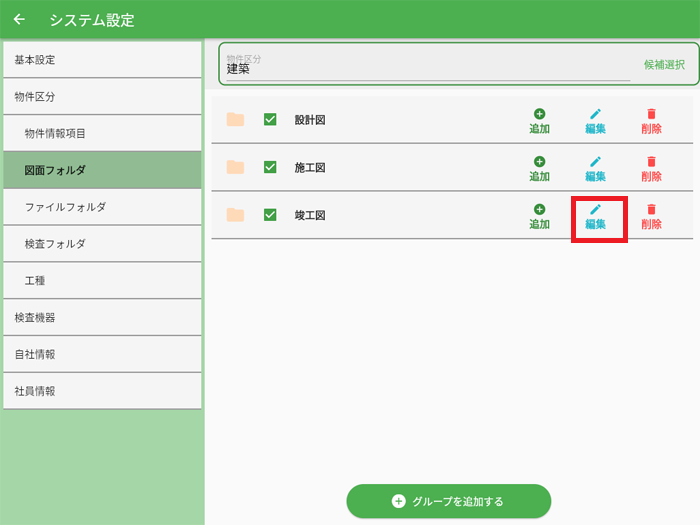 システム設定
基本設定
物件区分
物件情報項目
図面フォルダ
ファイルフォルダ
検査フォルダ
工種
検査機器
自社情報
社員情報
物件区分
建築
候補選択
設計図 追加 編集 削除
施工図 追加 編集 削除
竣工図 追加 編集 削除
グループを追加する